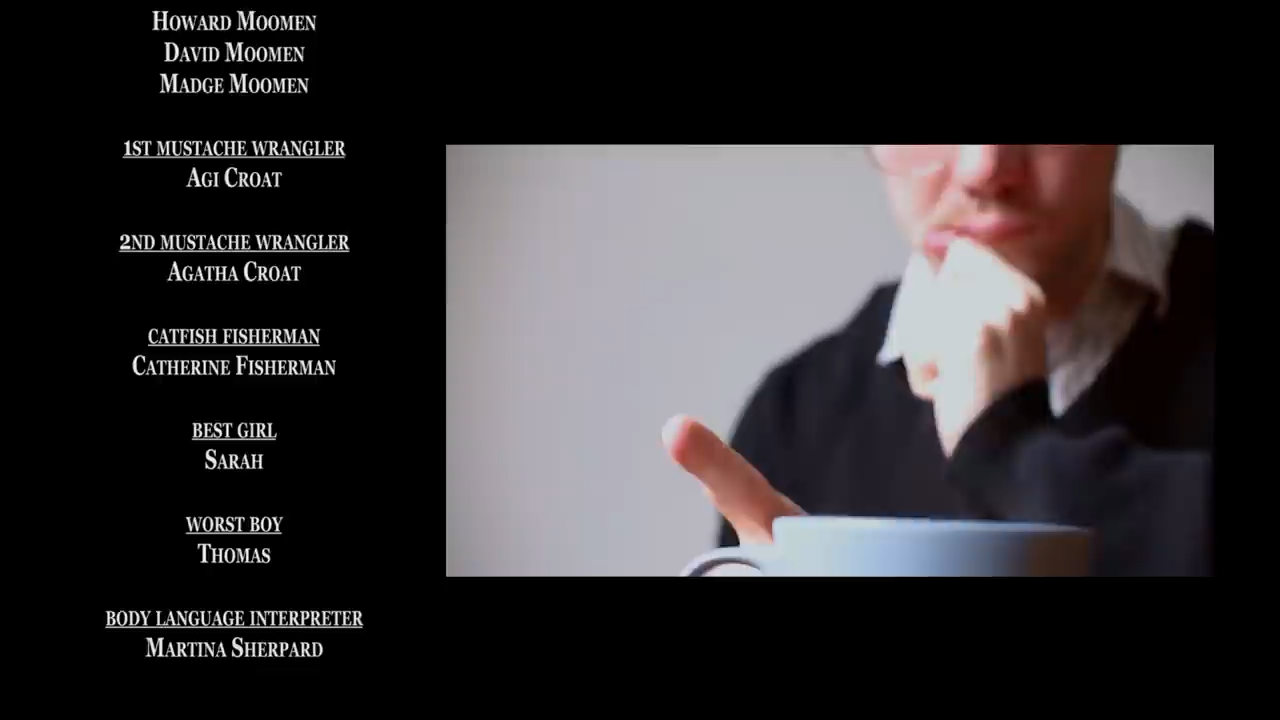 Howard Moomen
David Moomen
Madge Moomen
1st Mustache Wrangler
Agi Croat
2nd Mustache Wrangler
Agatha Croat
Catfish Fisherman
Catherine Fisherman
Best Girl
Sarah
Worst Boy
Thomas
Body Language Interpreter
Martina Sherpard